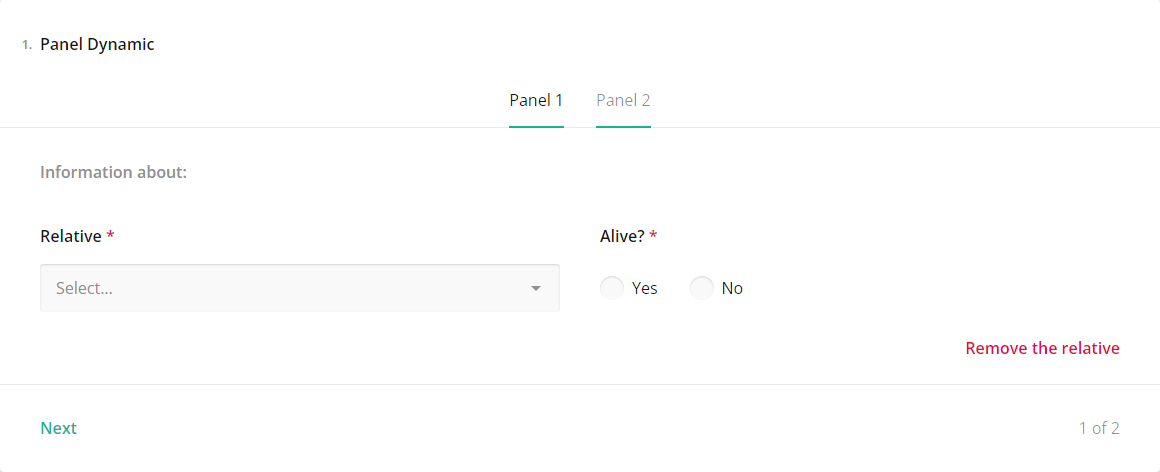 1. Panel Dynamic
Panel 1 Panel 2
Information about:
Relative * Alive? *
Select... Yes No
Remove the relative
Next 1 of 2